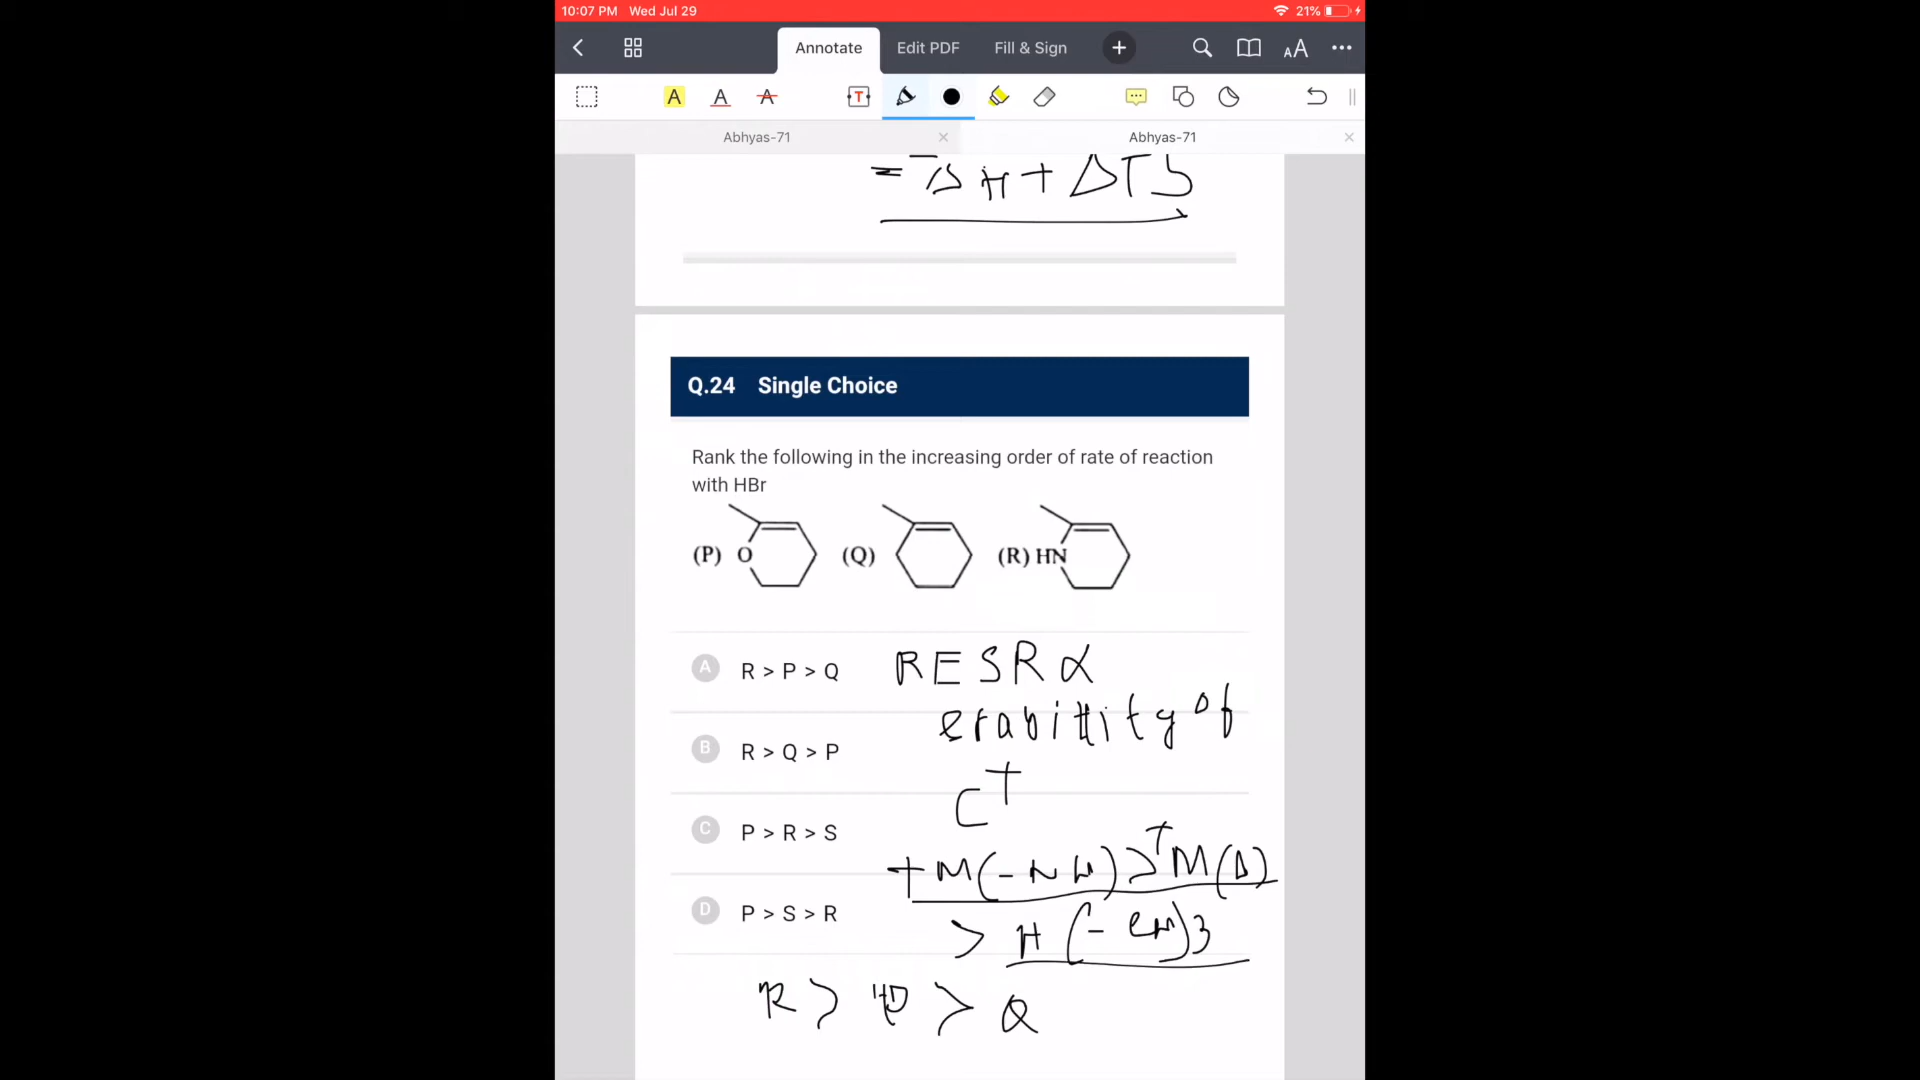 10:07 PM Wed Jul 29 21%
Annotate Edit PDF Fill & Sign
Abhyas-71 Abhyas-71
= -ΔH + ΔTS
Q.24 Single Choice
Rank the following in the increasing order of rate of reaction
with HBr
(P) O (Q) (R) HN
A R > P > Q
RESR α
stability of
B R > Q > P
C+
C P > R > S
+M(-NH) > +M(O)
D P > S > R
> H(-CH)3
R > P > Q